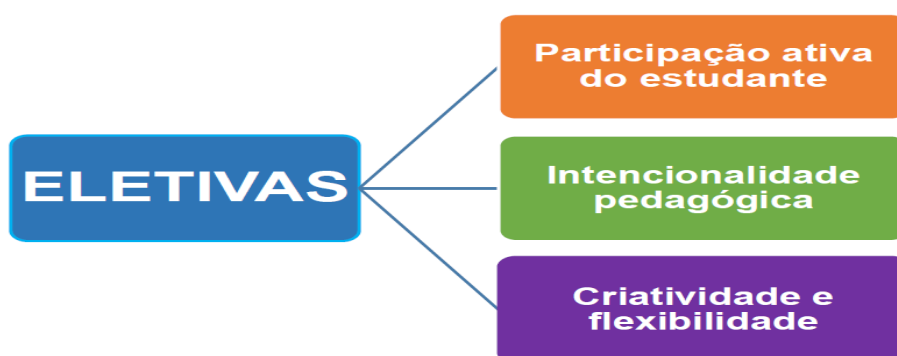 ELETIVAS
Participação ativa
do estudante
Intencionalidade
pedagógica
Criatividade e
flexibilidade